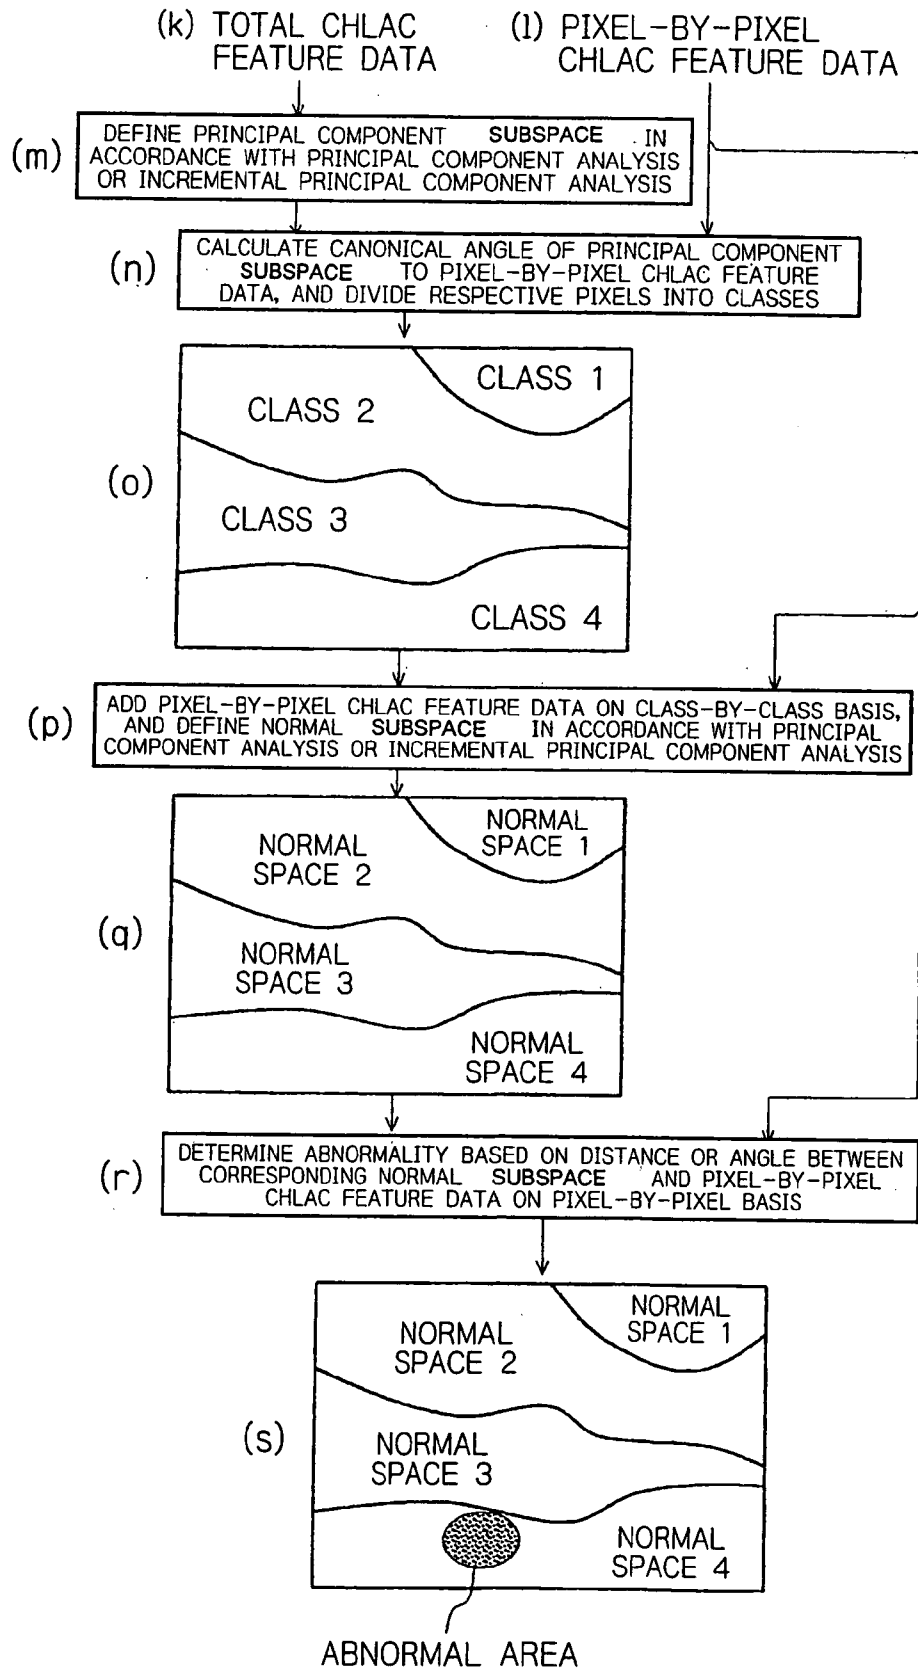 (k) TOTAL CHLAC
FEATURE DATA
(l) PIXEL-BY-PIXEL
CHLAC FEATURE DATA
(m)
DEFINE PRINCIPAL COMPONENT SUBSPACE IN
ACCORDANCE WITH PRINCIPAL COMPONENT ANALYSIS
OR INCREMENTAL PRINCIPAL COMPONENT ANALYSIS
(n)
CALCULATE CANONICAL ANGLE OF PRINCIPAL COMPONENT
SUBSPACE TO PIXEL-BY-PIXEL CHLAC FEATURE
DATA, AND DIVIDE RESPECTIVE PIXELS INTO CLASSES
(o)
CLASS 1
CLASS 2
CLASS 3
CLASS 4
(p)
ADD PIXEL-BY-PIXEL CHLAC FEATURE DATA ON CLASS-BY-CLASS BASIS,
AND DEFINE NORMAL SUBSPACE IN ACCORDANCE WITH PRINCIPAL
COMPONENT ANALYSIS OR INCREMENTAL PRINCIPAL COMPONENT ANALYSIS
(q)
NORMAL
SPACE 1
NORMAL
SPACE 2
NORMAL
SPACE 3
NORMAL
SPACE 4
(r)
DETERMINE ABNORMALITY BASED ON DISTANCE OR ANGLE BETWEEN
CORRESPONDING NORMAL SUBSPACE AND PIXEL-BY-PIXEL
CHLAC FEATURE DATA ON PIXEL-BY-PIXEL BASIS
(s)
NORMAL
SPACE 1
NORMAL
SPACE 2
NORMAL
SPACE 3
NORMAL
SPACE 4
ABNORMAL AREA